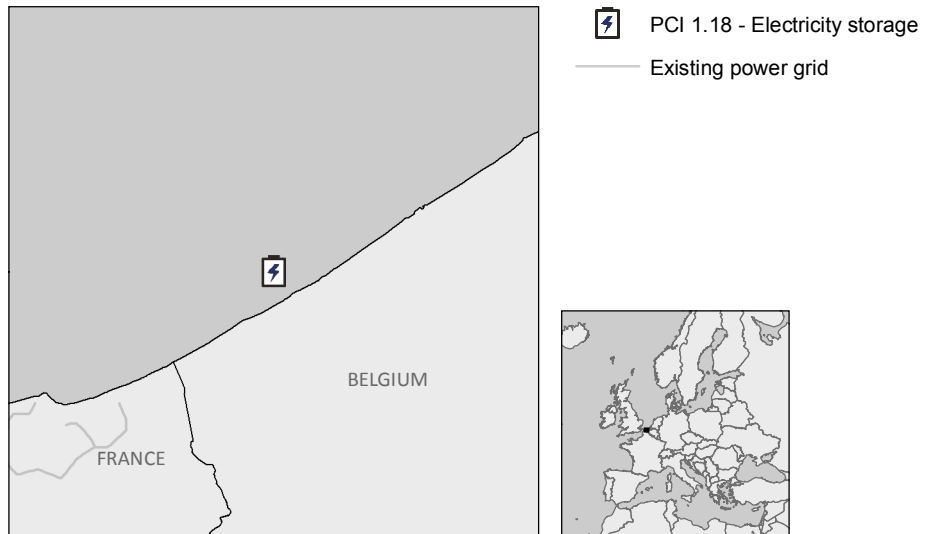 PCI 1.18 - Electricity storage
Existing power grid
BELGIUM
FRANCE